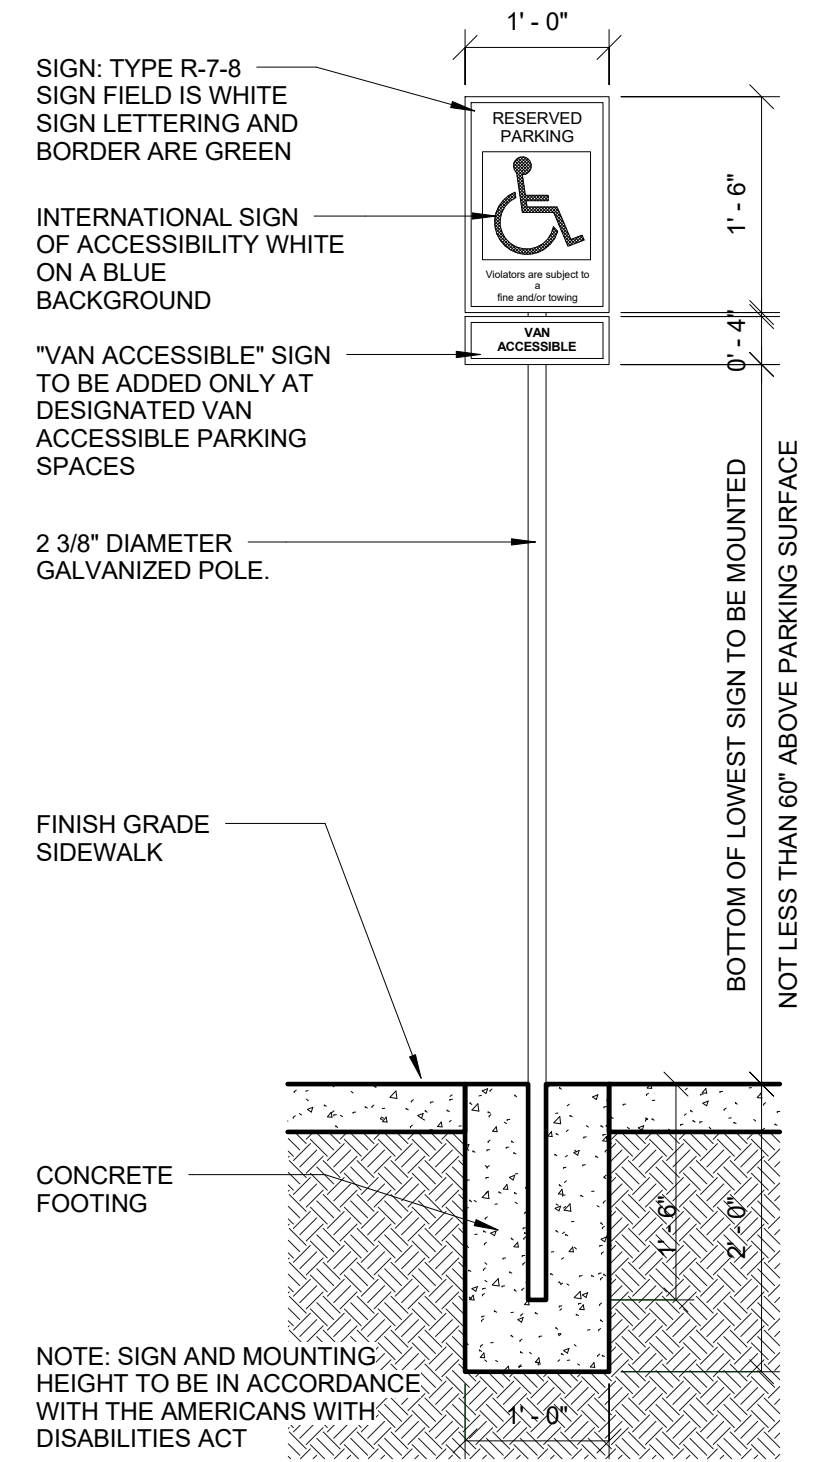 1' - 0"
SIGN: TYPE R-7-8
SIGN FIELD IS WHITE
SIGN LETTERING AND
BORDER ARE GREEN
RESERVED
PARKING
1' - 6"
INTERNATIONAL SIGN
OF ACCESSIBILITY WHITE
ON A BLUE
BACKGROUND
Violators are subject to
a
fine and/or towing
VAN
ACCESSIBLE
0' - 4"
"VAN ACCESSIBLE" SIGN
TO BE ADDED ONLY AT
DESIGNATED VAN
ACCESSIBLE PARKING
SPACES
2 3/8" DIAMETER
GALVANIZED POLE.
BOTTOM OF LOWEST SIGN TO BE MOUNTED
NOT LESS THAN 60" ABOVE PARKING SURFACE
FINISH GRADE
SIDEWALK
CONCRETE
FOOTING
1' - 6"
2' - 0"
NOTE: SIGN AND MOUNTING
HEIGHT TO BE IN ACCORDANCE
WITH THE AMERICANS WITH
DISABILITIES ACT
1' - 0"